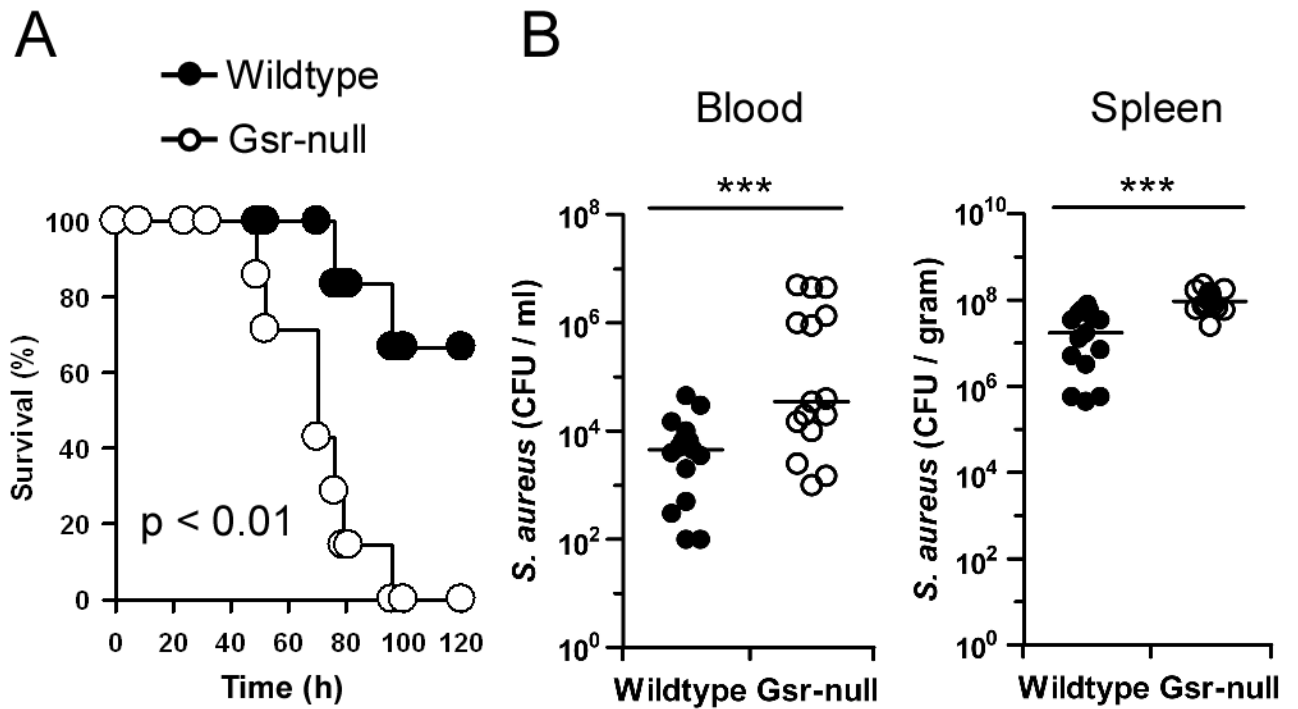 A
Wildtype
Gsr-null
Survival (%)
100
80
60
40
20
0
p < 0.01
0 20 40 60 80 100 120
Time (h)
B
Blood
***
S. aureus (CFU / ml)
10^8
10^6
10^4
10^2
10^0
Wildtype Gsr-null
Spleen
***
S. aureus (CFU / gram)
10^10
10^8
10^6
10^4
10^2
10^0
Wildtype Gsr-null